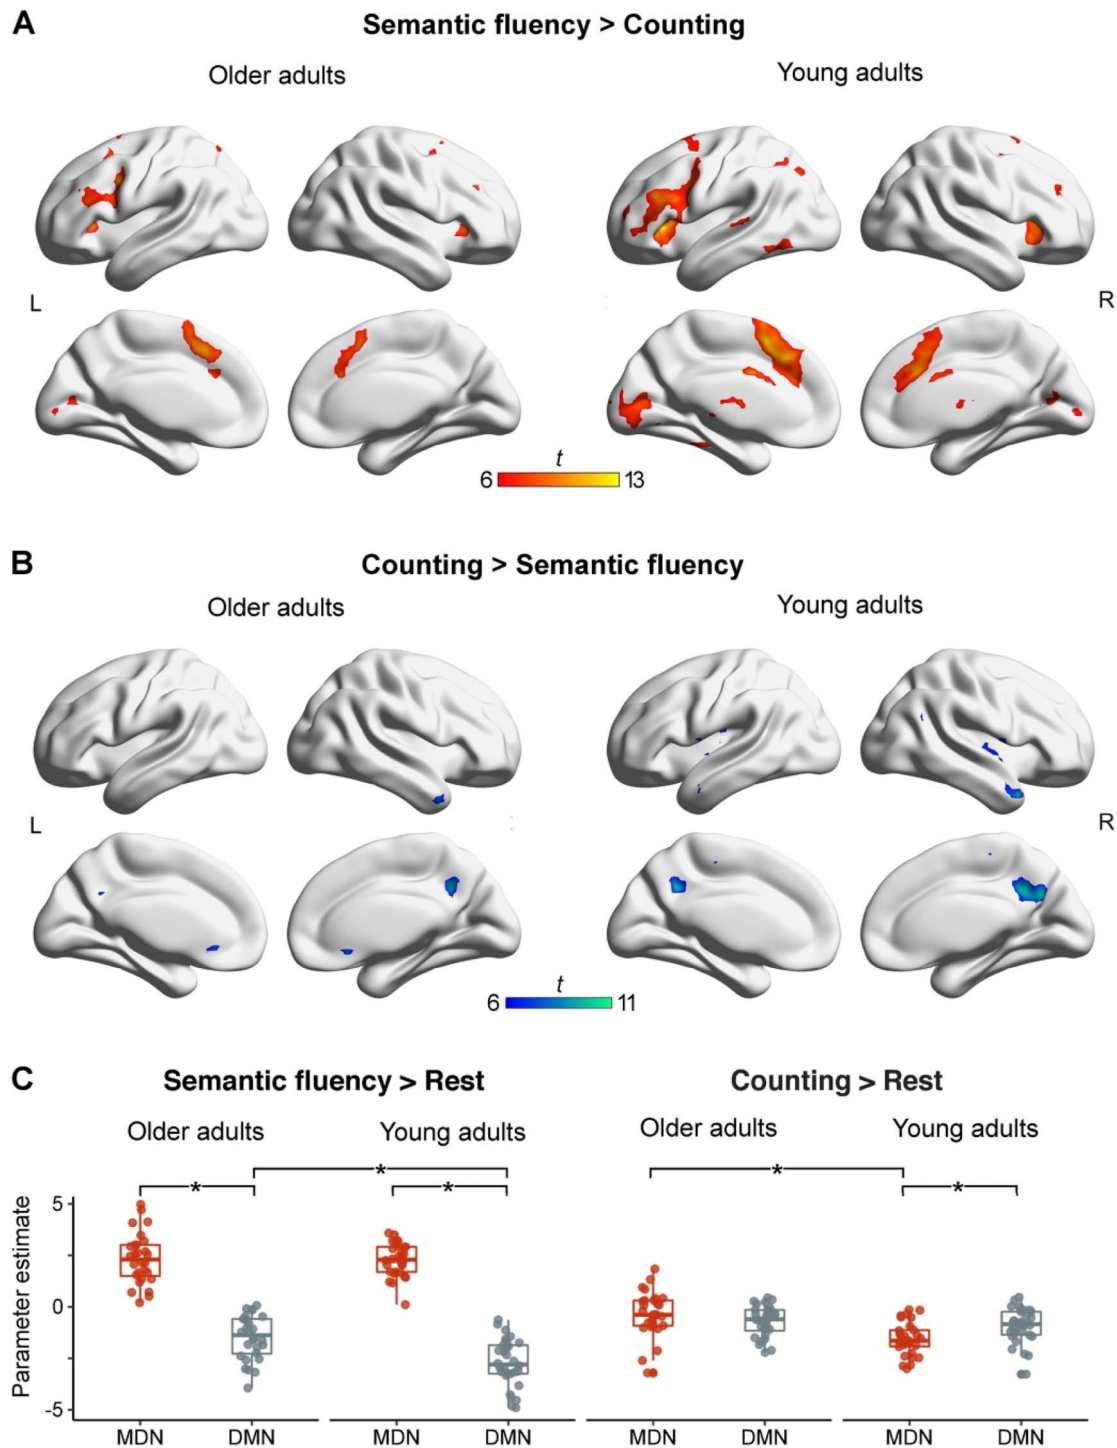 A
Semantic fluency > Counting
Older adults
Young adults
L
R
t
6
13
B
Counting > Semantic fluency
Older adults
Young adults
L
R
t
6
11
C
Semantic fluency > Rest
Counting > Rest
Older adults
Young adults
Older adults
Young adults
*
*
*
*
*
Parameter estimate
5
0
-5
MDN
DMN
MDN
DMN
MDN
DMN
MDN
DMN